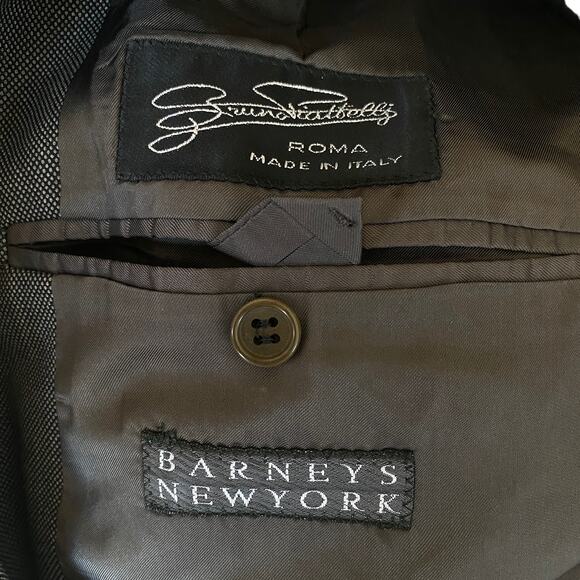 Bruno Piattelli
ROMA
MADE IN ITALY
BARNEYS
NEWYORK